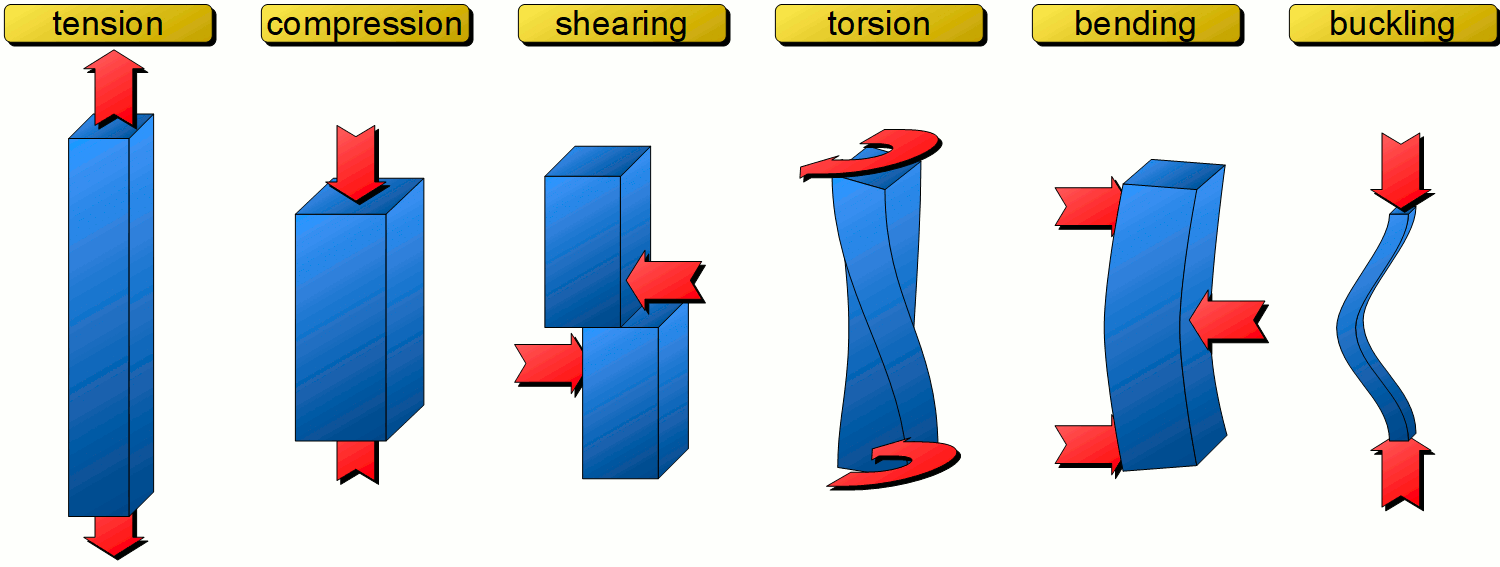 tension
compression
shearing
torsion
bending
buckling